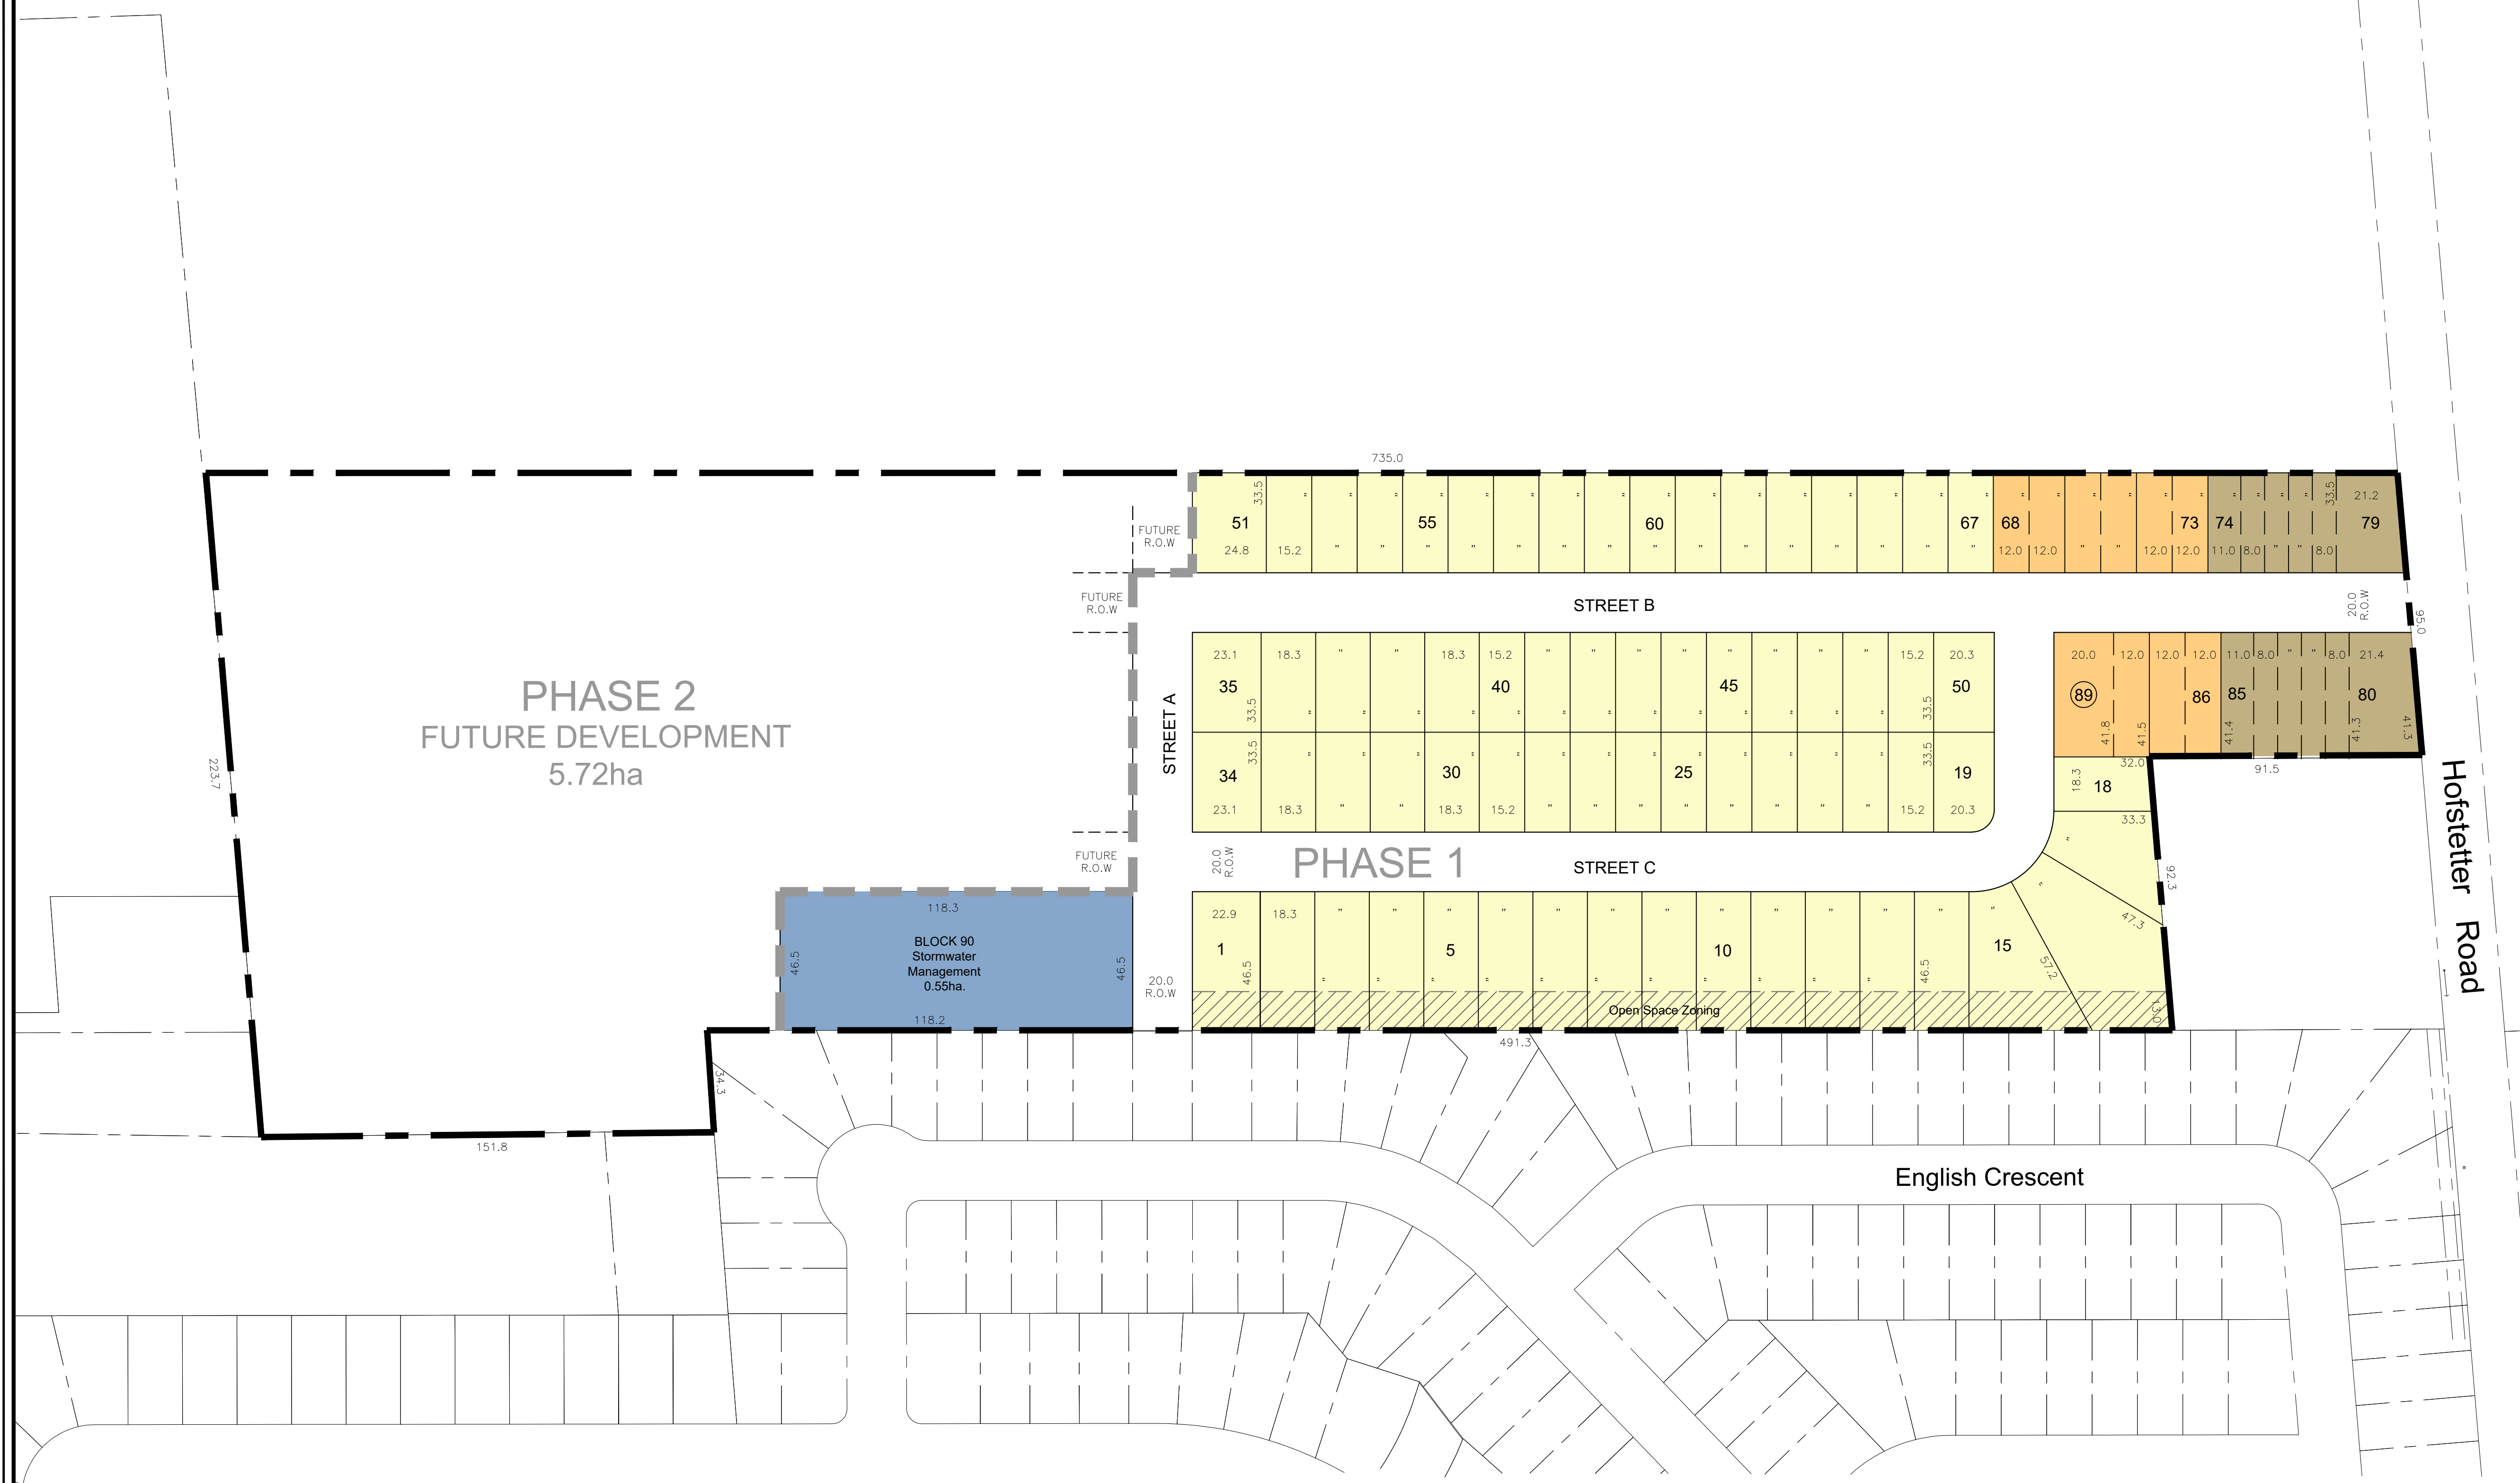 735.0
FUTURE
R.O.W
33.5 " " " " " " " " " " " " " " " " " " " " " " " " " " 33.5 21.2
51 55 60 67 68 73 74 79
24.8 15.2 " " " " " " " " " " " " " " " 12.0 12.0 " " 12.0 12.0 11.0 8.0 " " 8.0
FUTURE
R.O.W
STREET B
20.0
R.O.W
95.0
23.1 18.3 " " 18.3 15.2 " " " " " " " " 15.2 20.3
20.0 12.0 12.0 12.0 11.0 8.0 " " 8.0 21.4
35 40 45 50
89 86 85 80
33.5 " " " " " " " " " " " " " 33.5
41.8 41.5 41.4 41.3 41.3
PHASE 2
FUTURE DEVELOPMENT
5.72ha
223.7
STREET A
33.5 " " " " " " " " " " " " " 33.5
34 30 25 19
23.1 18.3 " " 18.3 15.2 " " " " " " " " 15.2 20.3
32.0
91.5
18.3
18
33.3
"
"
92.3
47.3
Hofstetter Road
FUTURE
R.O.W
20.0
R.O.W
PHASE 1
STREET C
118.3
BLOCK 90
Stormwater
Management
0.55ha.
46.5
46.5
118.2
20.0
R.O.W
22.9 18.3 " " " " " " " " " " " " "
1 5 10 15
46.5 " " " " " " " " " " " 46.5
57.2
13.0
Open Space Zoning
491.3
34.3
151.8
English Crescent